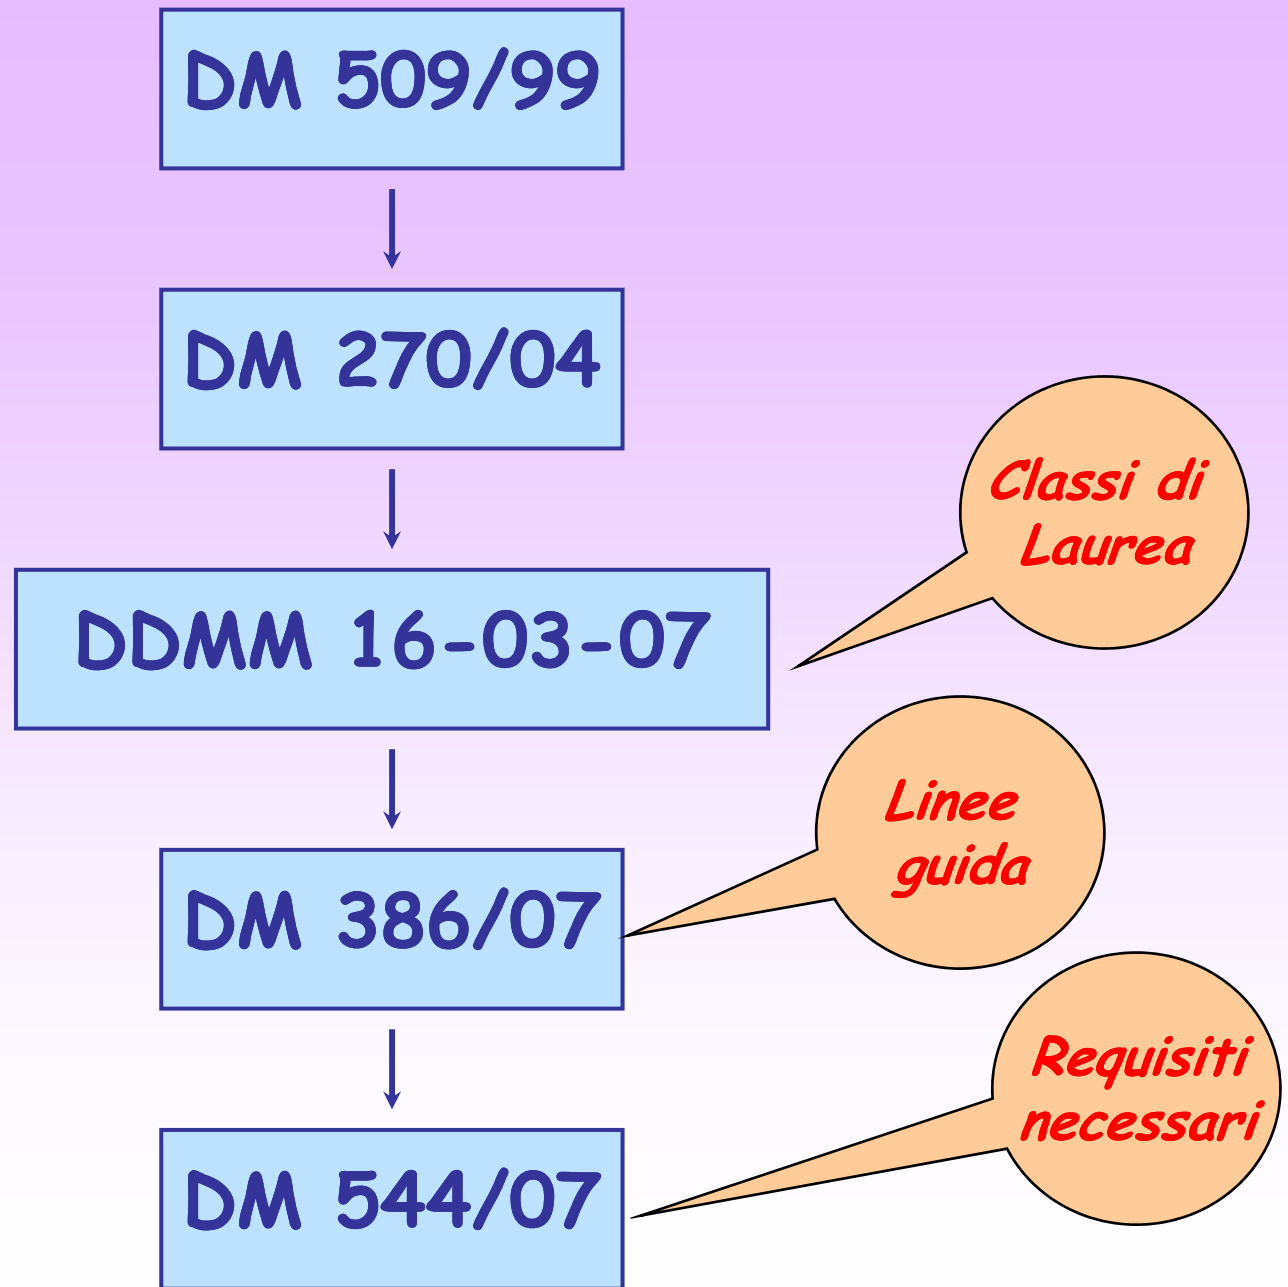 DM 509/99
DM 270/04
Classi di
Laurea
DDMM 16-03-07
Linee
guida
DM 386/07
Requisiti
necessari
DM 544/07